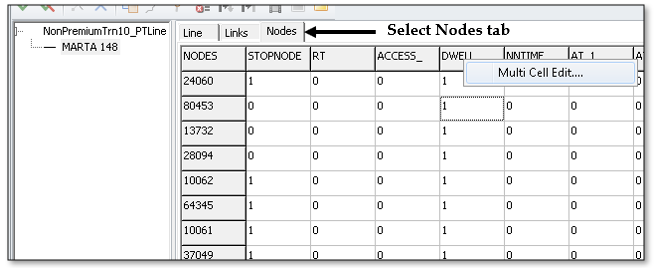 NonPremiumTrn10_PTLine
MARTA 148
Line Links Nodes Select Nodes tab
NODES STOPNODE RT ACCESS_ DWELL NNTIME AT_1
Multi Cell Edit....
24060 1 0 0 1 0
80453 0 0 0 1 0 0 0
13732 0 0 0 1 0 0 0
28094 0 0 0 1 0 0 0
10062 1 0 0 1 0 0 0
64345 1 0 0 1 0 0 0
10061 1 0 0 1 0 0 0
37049 1 0 0 1 0 0 0